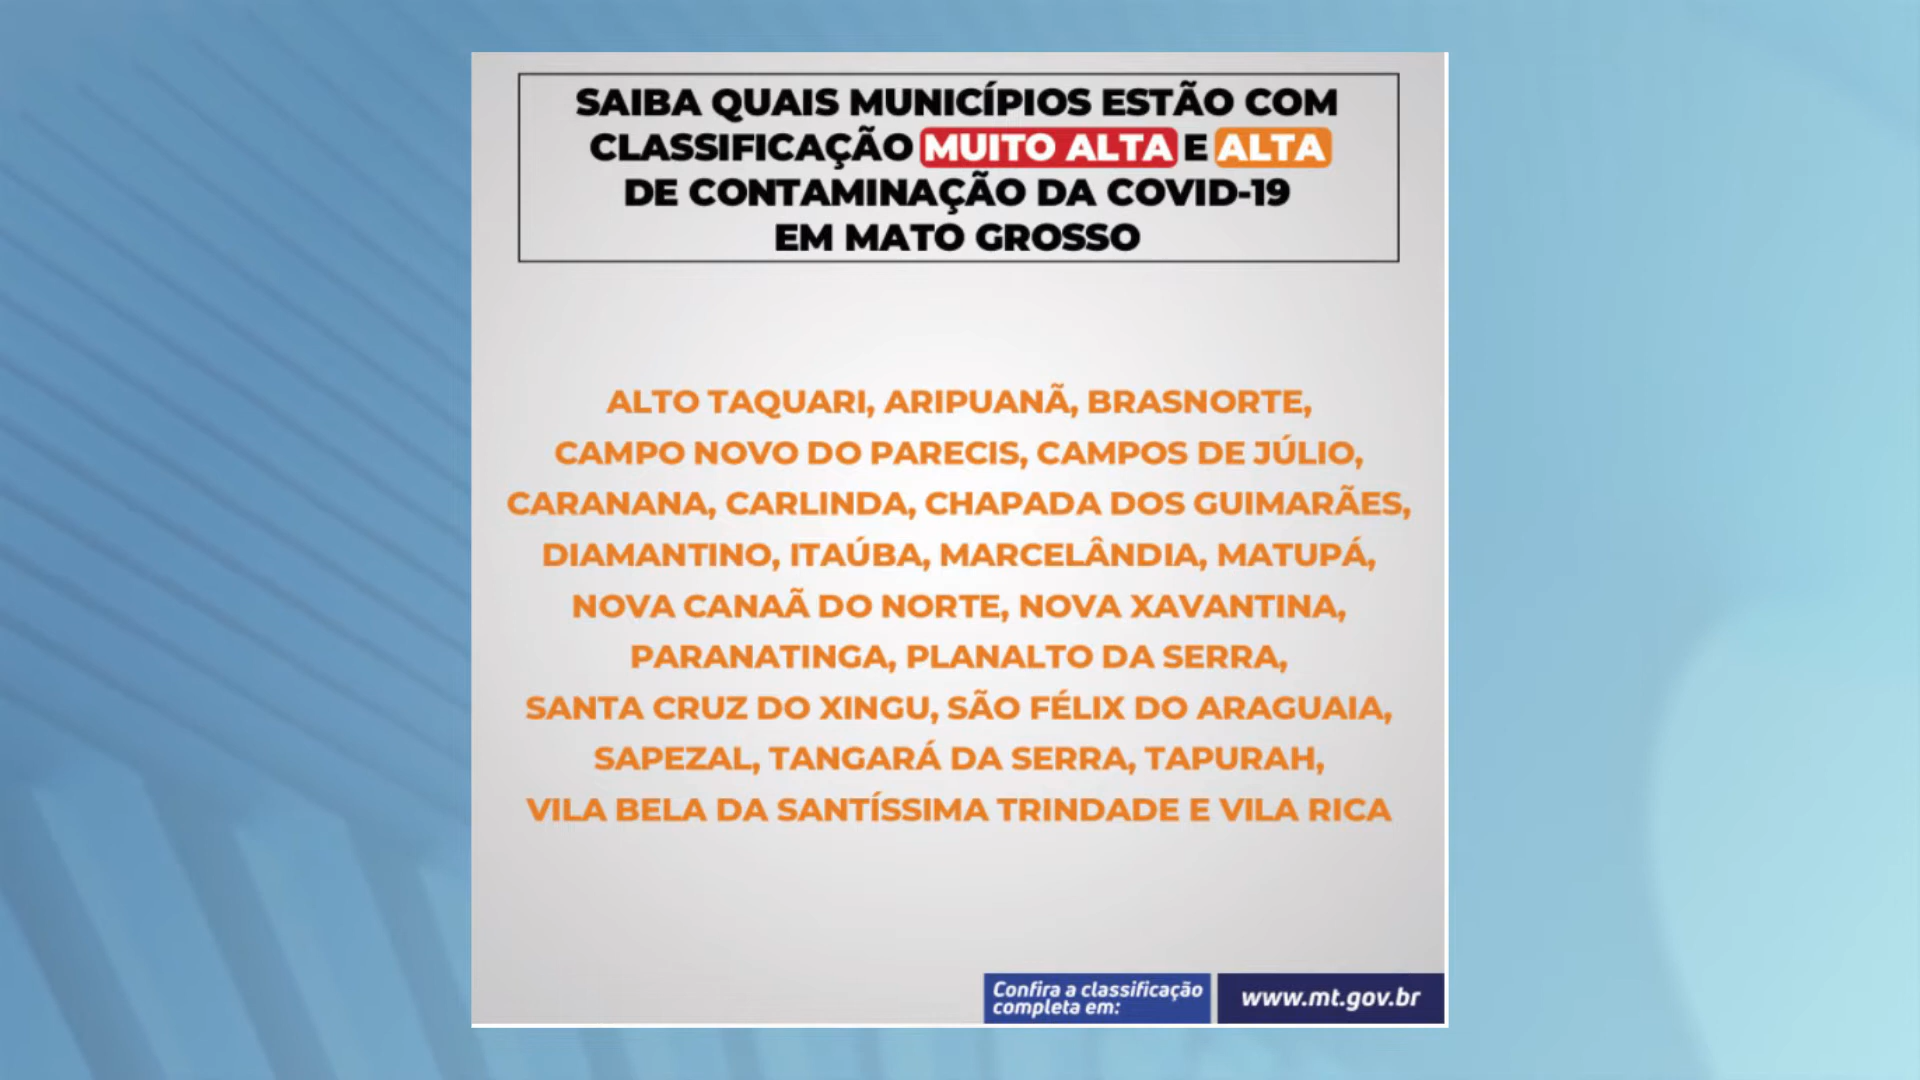 SAIBA QUAIS MUNICÍPIOS ESTÃO COM
CLASSIFICAÇÃO MUITO ALTA E ALTA
DE CONTAMINAÇÃO DA COVID-19
EM MATO GROSSO
ALTO TAQUARI, ARIPUANÃ, BRASNORTE,
CAMPO NOVO DO PARECIS, CAMPOS DE JÚLIO,
CARANANA, CARLINDA, CHAPADA DOS GUIMARÃES,
DIAMANTINO, ITAÚBA, MARCELÂNDIA, MATUPÁ,
NOVA CANAÃ DO NORTE, NOVA XAVANTINA,
PARANATINGA, PLANALTO DA SERRA,
SANTA CRUZ DO XINGU, SÃO FÉLIX DO ARAGUAIA,
SAPEZAL, TANGARÁ DA SERRA, TAPURAH,
VILA BELA DA SANTÍSSIMA TRINDADE E VILA RICA
Confira a classificação
completa em:
www.mt.gov.br